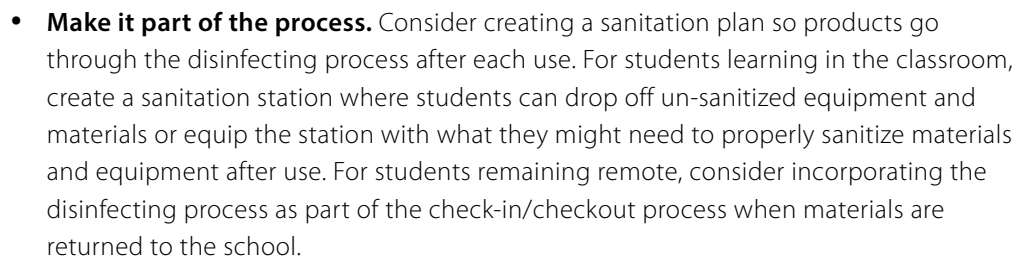 • Make it part of the process. Consider creating a sanitation plan so products go
through the disinfecting process after each use. For students learning in the classroom,
create a sanitation station where students can drop off un-sanitized equipment and
materials or equip the station with what they might need to properly sanitize materials
and equipment after use. For students remaining remote, consider incorporating the
disinfecting process as part of the check-in/checkout process when materials are
returned to the school.